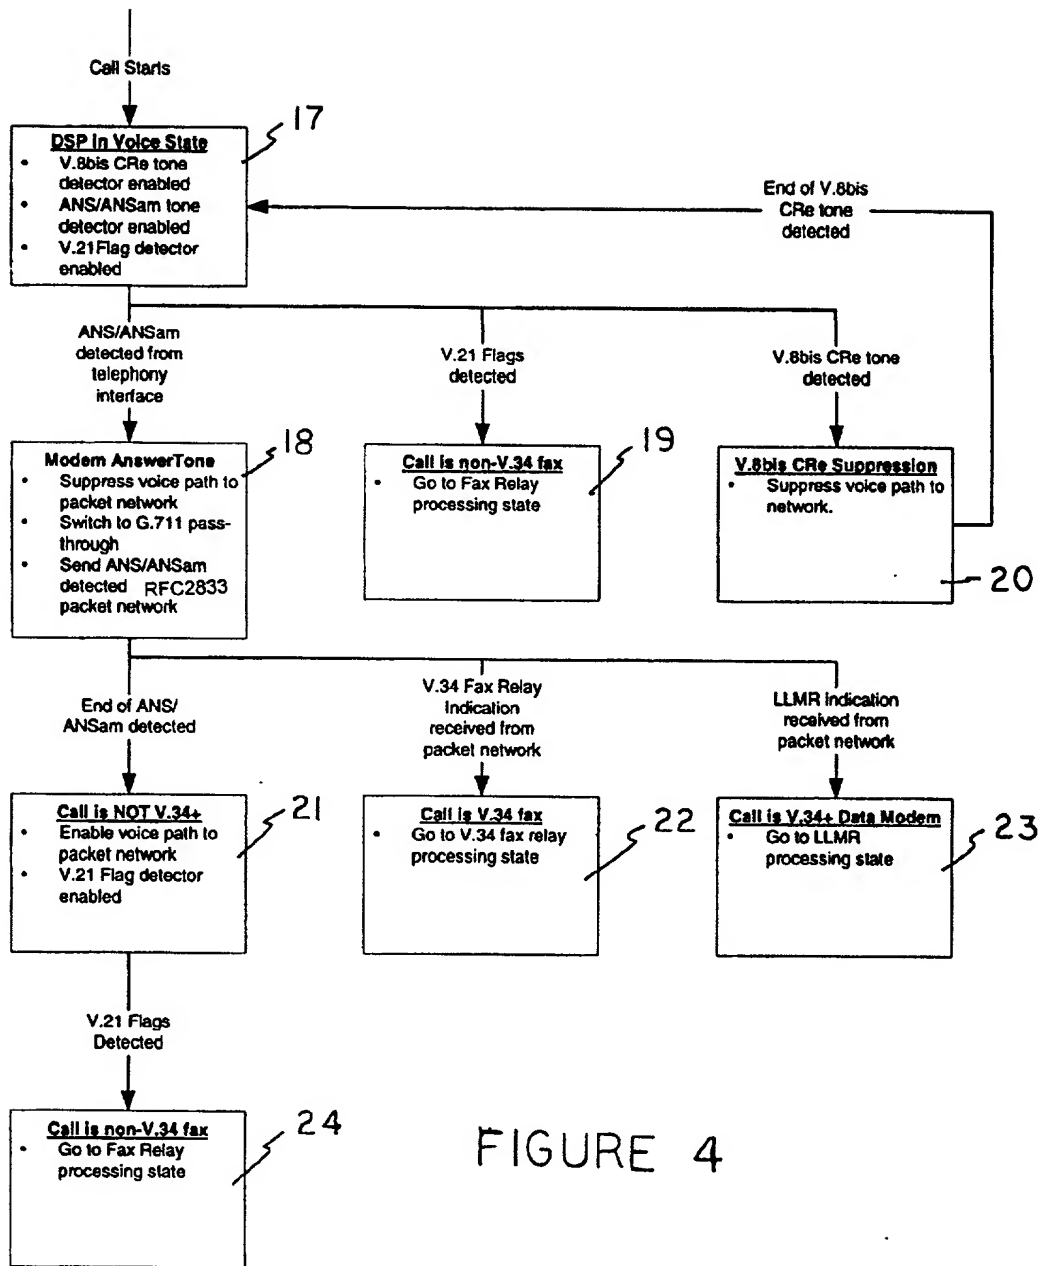 Call Starts
17
DSP in Voice State
• V.8bis CRe tone
detector enabled
• ANS/ANSam tone
detector enabled
• V.21Flag detector
enabled
End of V.8bis
CRe tone
detected
ANS/ANSam
detected from
telephony
interface
V.21 Flags
detected
V.8bis CRe tone
detected
18
Modem AnswerTone
• Suppress voice path to
packet network
• Switch to G.711 pass-
through
• Send ANS/ANSam
detected RFC2833
packet network
19
Call is non-V.34 fax
• Go to Fax Relay
processing state
V.8bis CRe Suppression
• Suppress voice path to
network.
20
End of ANS/
ANSam detected
V.34 Fax Relay
Indication
received from
packet network
LLMR indication
received from
packet network
21
Call is NOT V.34+
• Enable voice path to
packet network
• V.21 Flag detector
enabled
22
Call is V.34 fax
• Go to V.34 fax relay
processing state
23
Call is V.34+ Data Modem
• Go to LLMR
processing state
V.21 Flags
Detected
24
Call is non-V.34 fax
• Go to Fax Relay
processing state
FIGURE 4